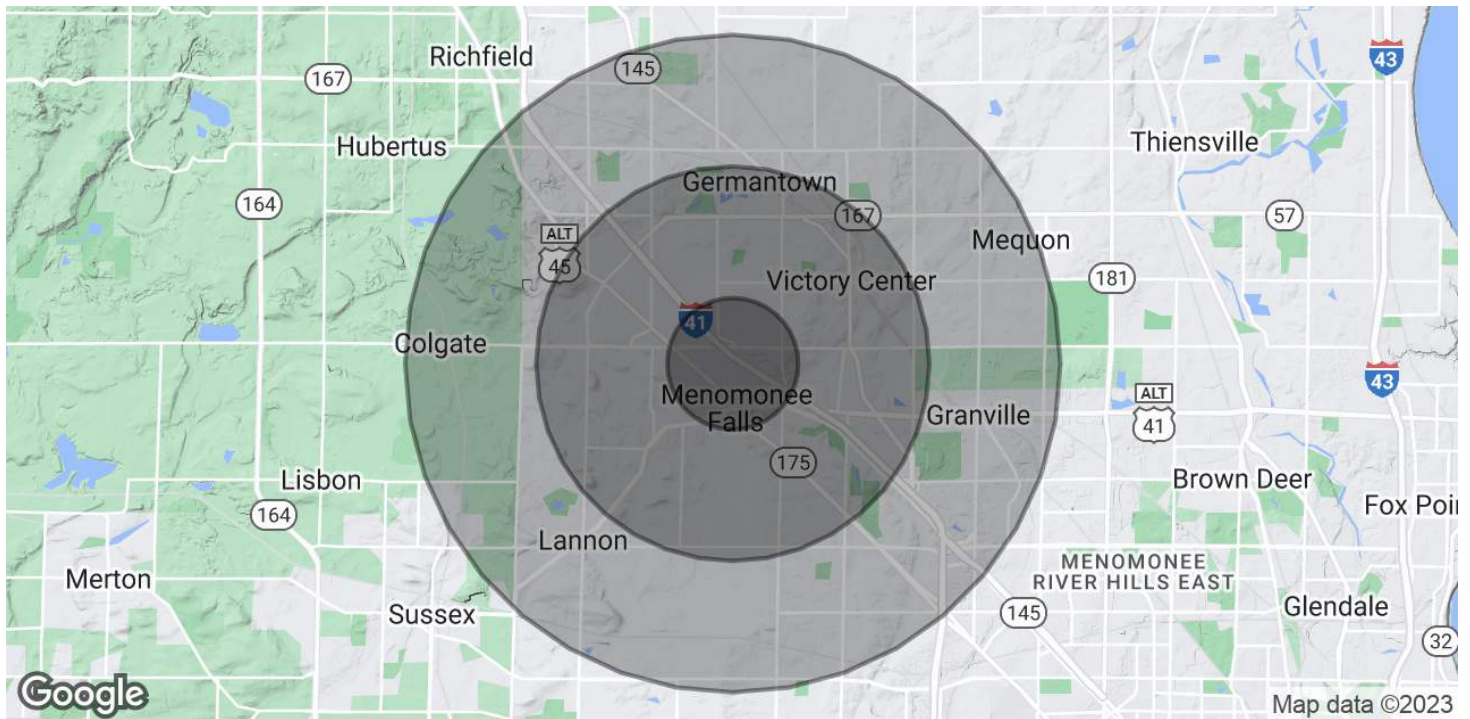 Richfield
145
43
167
Hubertus
Thiensville
Germantown
164
167
57
ALT
45
Mequon
Victory Center
181
41
Colgate
43
Menomonee
Falls
ALT
41
Granville
175
Lisbon
Brown Deer
164
Fox Poin
Lannon
MENOMONEE
RIVER HILLS EAST
Merton
Sussex
145
Glendale
32
Google
Map data ©2023